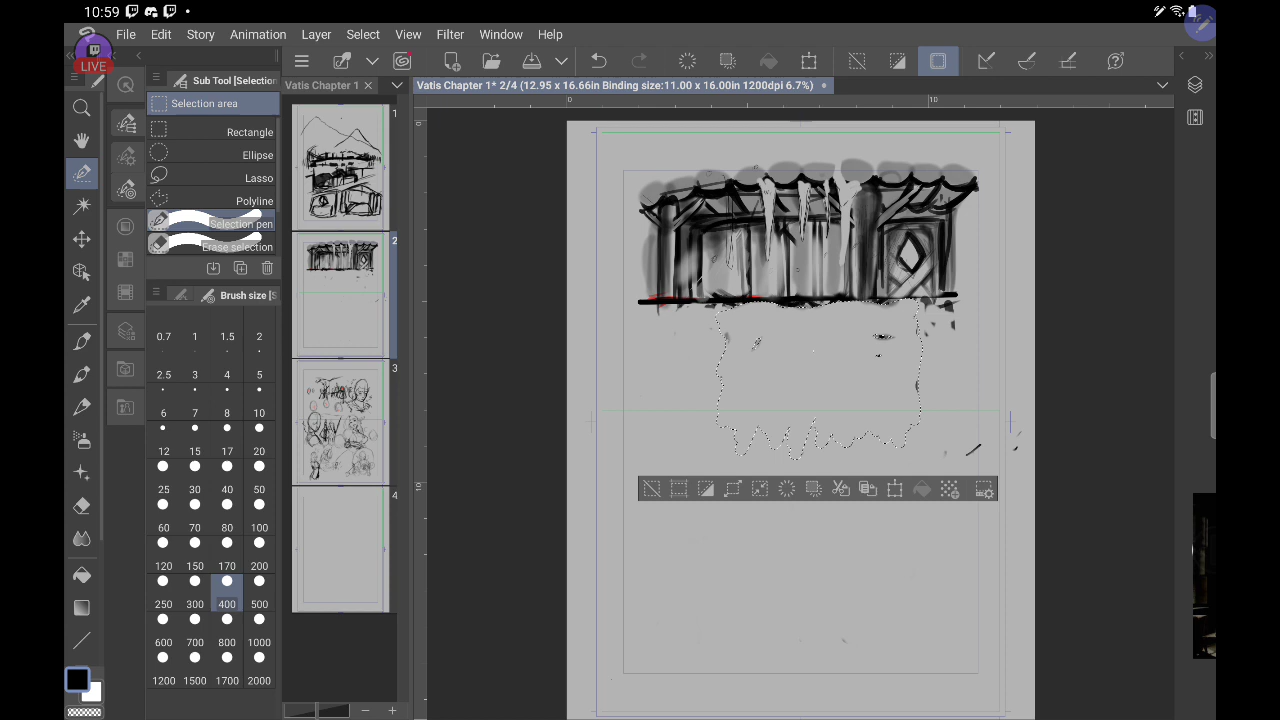 10:59
File Edit Story Animation Layer Select View Filter Window Help
LIVE
Sub Tool [Selection
Vatis Chapter 1
Vatis Chapter 1* 2/4 (12.95 x 16.66in Binding size:11.00 x 16.00in 1200dpi 6.7%)
0 10
Selection area
Rectangle
Ellipse
Lasso
Polyline
Selection pen
Erase selection
Brush size [S
0.7 1 1.5 2
2.5 3 4 5
6 7 8 10
12 15 17 20
25 30 40 50
60 70 80 100
120 150 170 200
250 300 400 500
600 700 800 1000
1200 1500 1700 2000
1
2
3
4
0
10